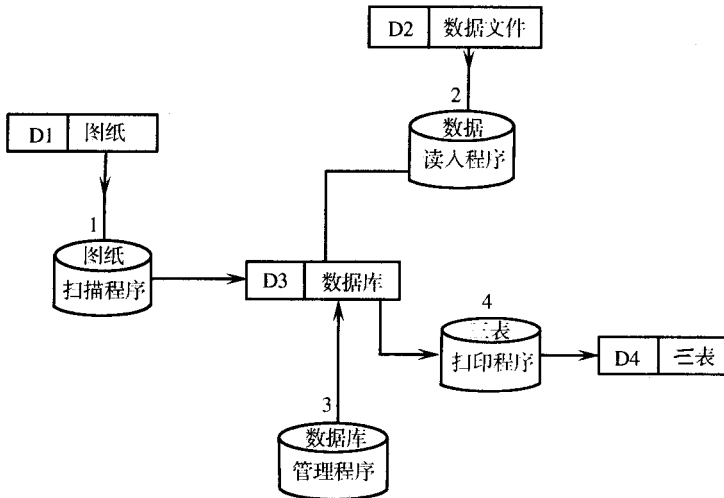 D2 数据文件
2
数据
读入程序
D1 图纸
1
图纸
扫描程序
D3 数据库
4
三表
扫印程序
D4 三表
3
数据库
管理程序